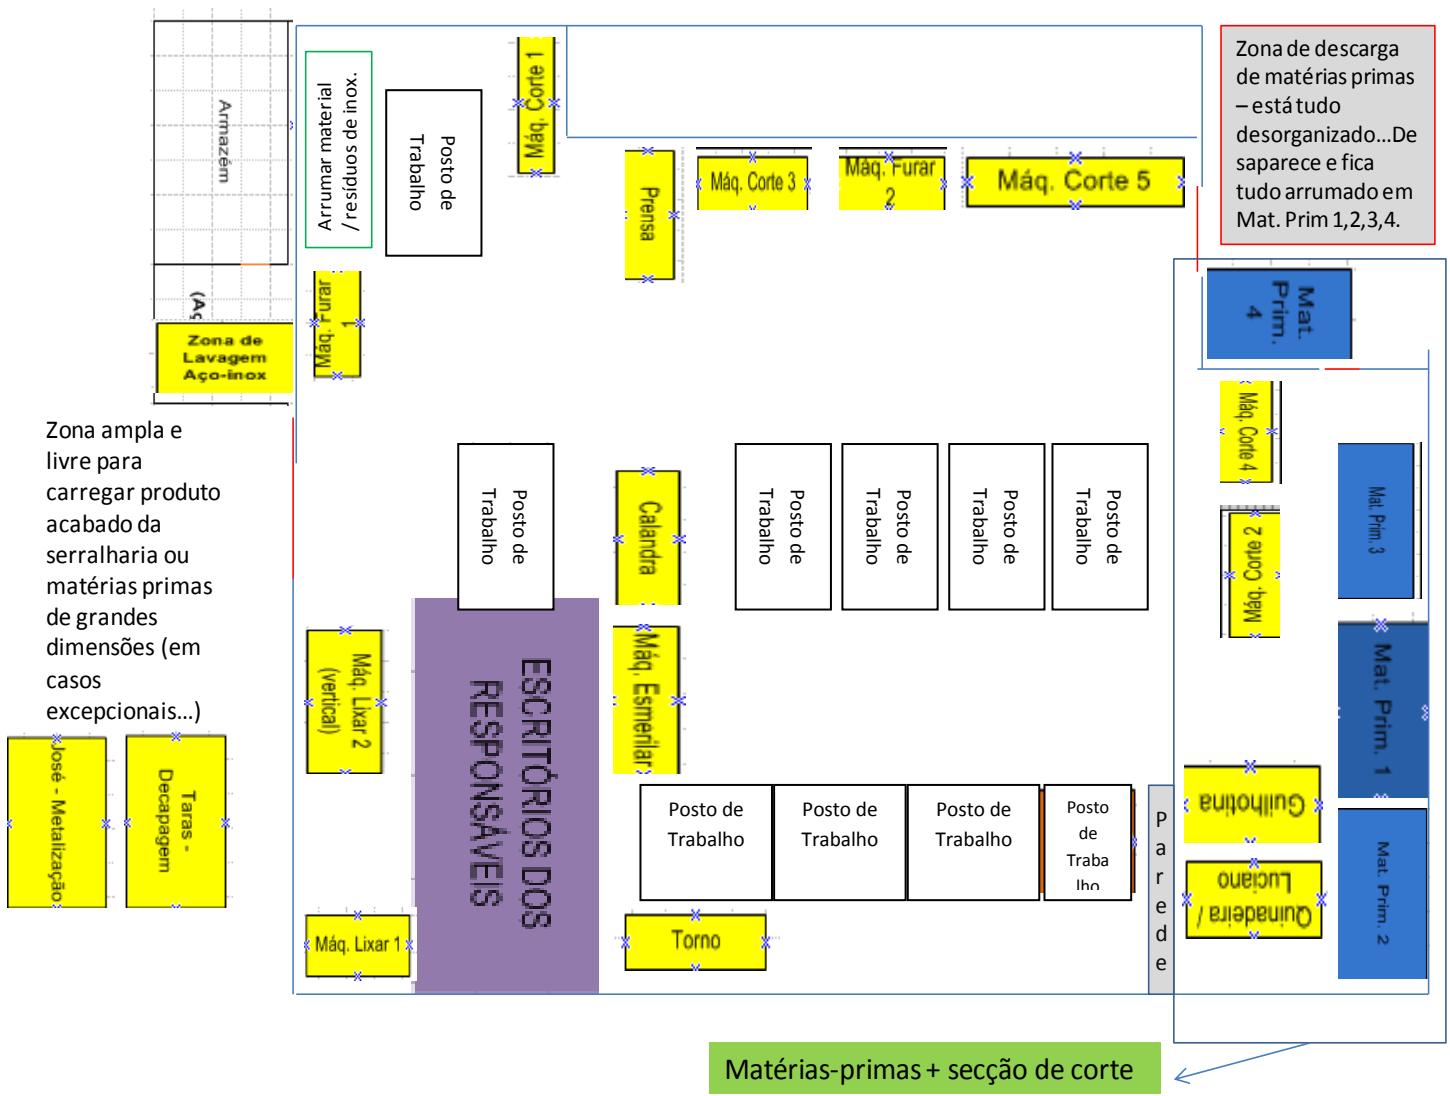 Armazém
(Aç
Zona de
Lavagem
Aço-inox
Arrumar material
/ resíduos de inox.
Posto de
Trabalho
Máq. Corte 1
Máq. Furar
1
Prensa
Máq. Corte 3
Máq. Furar
2
Máq. Corte 5
Zona de descarga
de matérias primas
– está tudo
desorganizado...De
saparece e fica
tudo arrumado em
Mat. Prim 1,2,3,4.
Mat.
Prim.
4
Máq. Corte 4
Máq. Corte 2
Mat. Prim. 3
Mat. Prim. 1
Mat. Prim. 2
Guilhotina
Quinadeira /
Luciano
Zona ampla e
livre para
carregar produto
acabado da
serralharia ou
matérias primas
de grandes
dimensões (em
casos
excepcionais...)
José - Metalização
Taras -
Decapagem
Posto de
Trabalho
Calandra
Posto de
Trabalho
Posto de
Trabalho
Posto de
Trabalho
Posto de
Trabalho
Máq. Lixar 2
(vertical)
ESCRITÓRIOS DOS
RESPONSÁVEIS
Máq. Esmerilar
Posto de
Trabalho
Posto de
Trabalho
Posto de
Trabalho
Posto
de
Traba
lho
Parede
Máq. Lixar 1
Torno
Matérias-primas + secção de corte